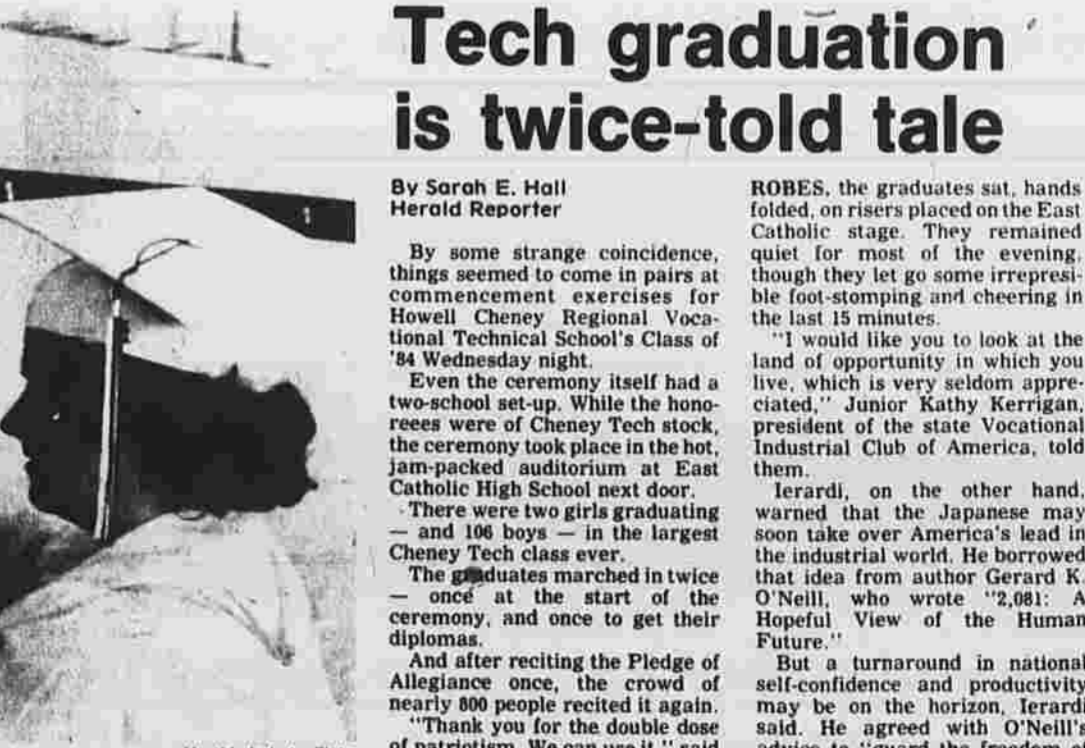 Tech graduation
is twice-told tale
By Sarah E. Hall
Herald Reporter
By some strange coincidence,
things seemed to come in pairs at
commencement exercises for
Howell Cheney Regional Voca-
tional Technical School's Class of
'84 Wednesday night.
Even the ceremony itself had a
two-school set-up. While the hono-
reees were of Cheney Tech stock,
the ceremony took place in the hot,
jam-packed auditorium at East
Catholic High School next door.
There were two girls graduating
— and 106 boys — in the largest
Cheney Tech class ever.
The graduates marched in twice
— once at the start of the
ceremony, and once to get their
diplomas.
And after reciting the Pledge of
Allegiance once, the crowd of
nearly 800 people recited it again.
"Thank you for the double dose
of patriotism. We can use it," said
ROBES, the graduates sat, hands
folded, on risers placed on the East
Catholic stage. They remained
quiet for most of the evening,
though they let go some irrepresi-
ble foot-stomping and cheering in
the last 15 minutes.
"I would like you to look at the
land of opportunity in which you
live, which is very seldom appre-
ciated," Junior Kathy Kerrigan,
president of the state Vocational
Industrial Club of America, told
them.
Ierardi, on the other hand,
warned that the Japanese may
soon take over America's lead in
the industrial world. He borrowed
that idea from author Gerard K.
O'Neill, who wrote "2,081: A
Hopeful View of the Human
Future."
But a turnaround in national
self-confidence and productivity
may be on the horizon, Ierardi
said. He agreed with O'Neill's
advice to "guard the freedom